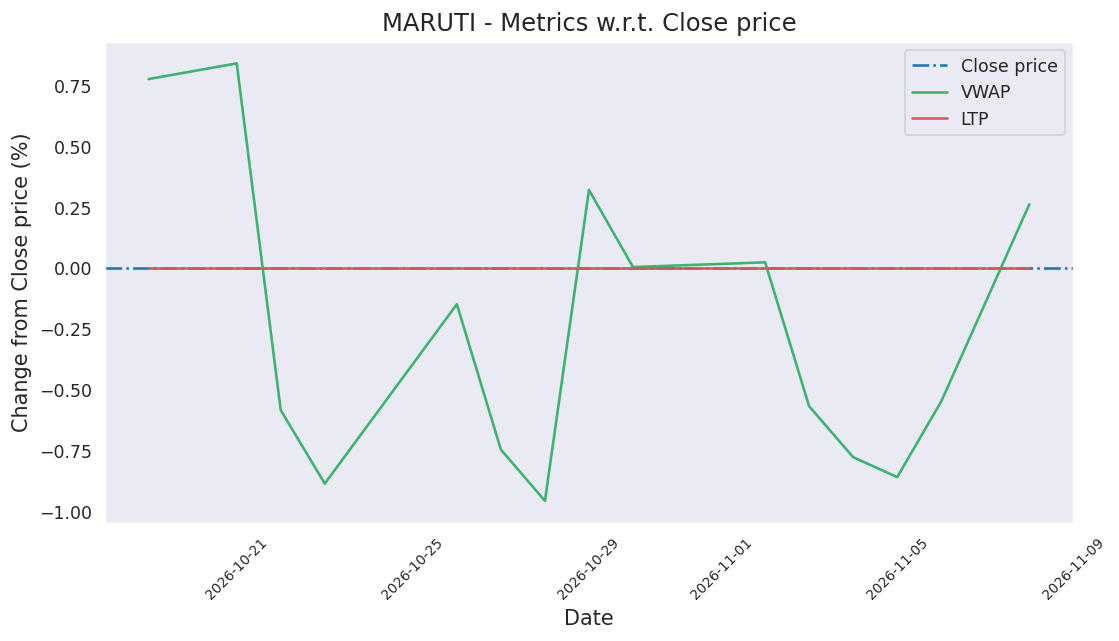 MARUTI - Metrics w.r.t. Close price
Change from Close price (%)
0.75
0.50
0.25
0.00
−0.25
−0.50
−0.75
−1.00
Close price
VWAP
LTP
2026-10-21
2026-10-25
2026-10-29
2026-11-01
2026-11-05
2026-11-09
Date